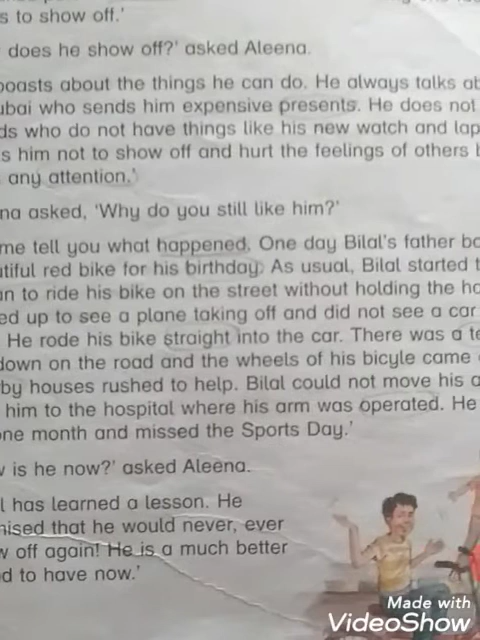 s to show off.'
does he show off?' asked Aleena.
boasts about the things he can do. He always talks ab
ubai who sends him expensive presents. He does not
ds who do not have things like his new watch and lap
s him not to show off and hurt the feelings of others b
any attention.'
na asked, 'Why do you still like him?'
me tell you what happened. One day Bilal's father bo
utiful red bike for his birthday. As usual, Bilal started t
an to ride his bike on the street without holding the ha
ed up to see a plane taking off and did not see a car
He rode his bike straight into the car. There was a te
down on the road and the wheels of his bicyle came
rby houses rushed to help. Bilal could not move his a
him to the hospital where his arm was operated. He
one month and missed the Sports Day.'
w is he now?' asked Aleena.
l has learned a lesson. He
mised that he would never, ever
w off again! He is a much better
d to have now.'
Made with
VideoShow